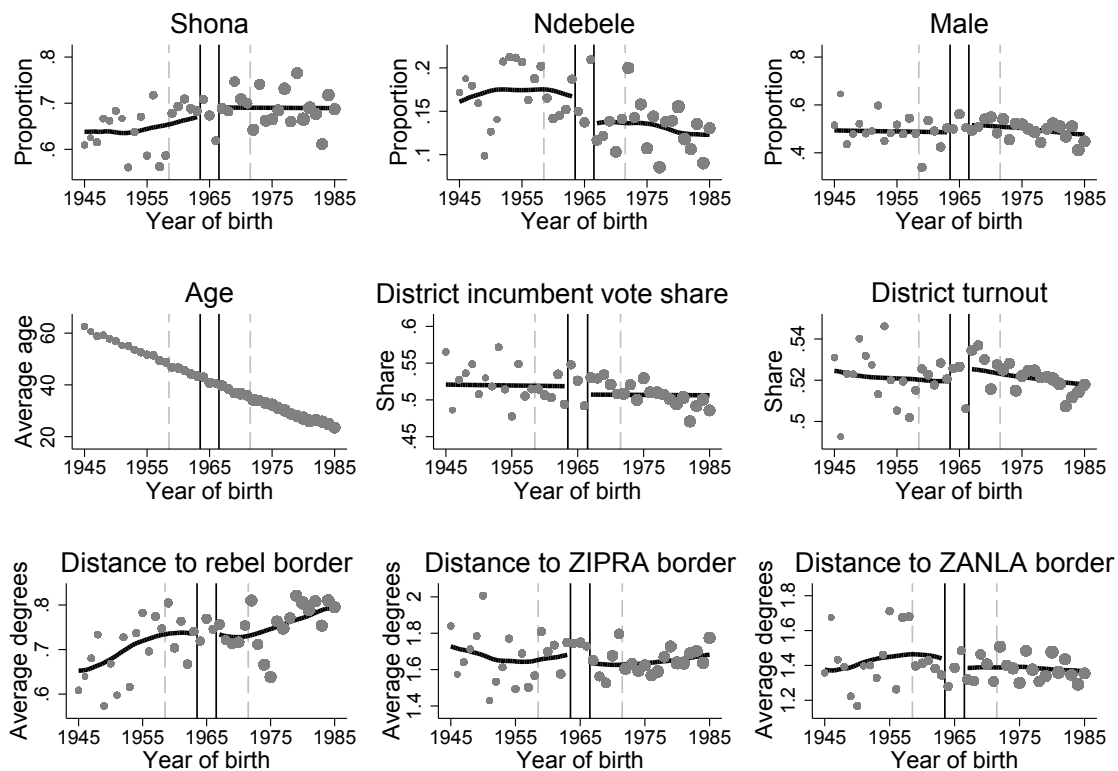 Shona
Proportion
.6 .7 .8
1945 1955 1965 1975 1985
Year of birth
Ndebele
Proportion
.1 .15 .2
1945 1955 1965 1975 1985
Year of birth
Male
Proportion
.4 .6 .8
1945 1955 1965 1975 1985
Year of birth
Age
Average age
20 40 60
1945 1955 1965 1975 1985
Year of birth
District incumbent vote share
Share
.45 .5 .55 .6
1945 1955 1965 1975 1985
Year of birth
District turnout
Share
.5 .52 .54
1945 1955 1965 1975 1985
Year of birth
Distance to rebel border
Average degrees
.6 .7 .8
1945 1955 1965 1975 1985
Year of birth
Distance to ZIPRA border
Average degrees
1.4 1.6 1.8 2
1945 1955 1965 1975 1985
Year of birth
Distance to ZANLA border
Average degrees
1.2 1.4 1.6 1.8
1945 1955 1965 1975 1985
Year of birth